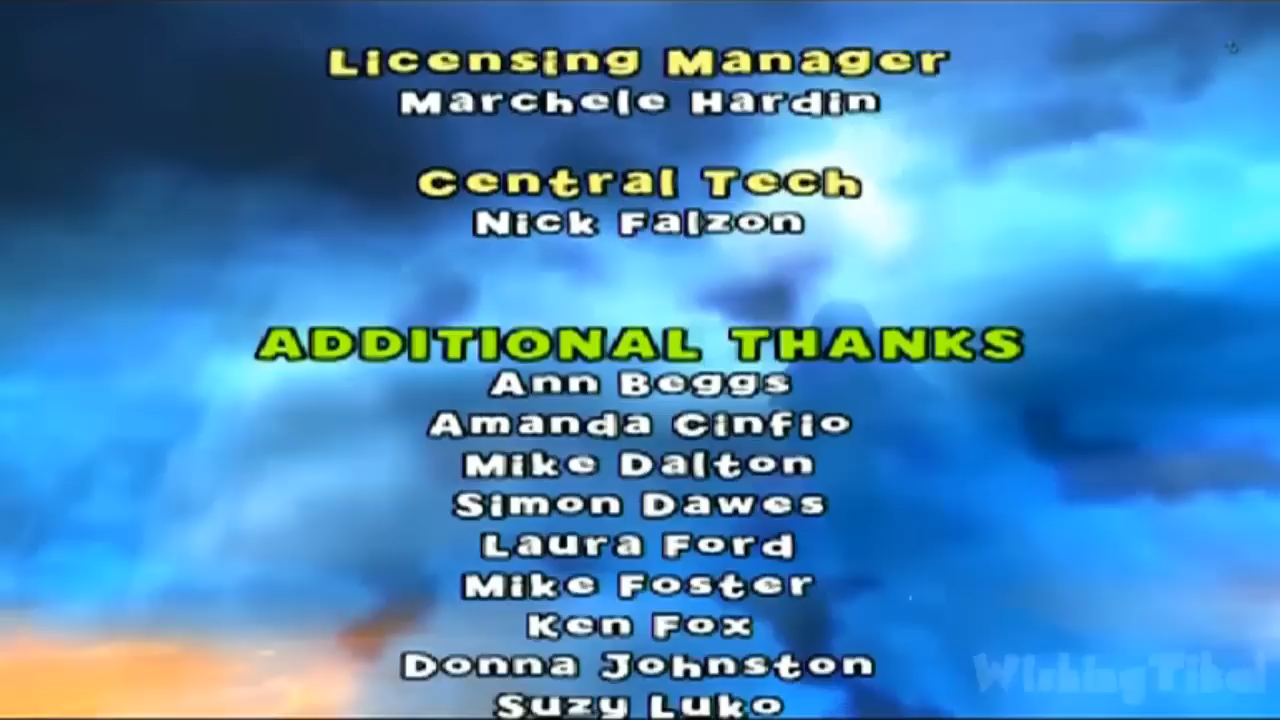 Licensing Manager
Marchele Hardin
Central Tech
Nick Falzon
ADDITIONAL THANKS
Ann Beggs
Amanda Cinfio
Mike Dalton
Simon Dawes
Laura Ford
Mike Foster
Ken Fox
Donna Johnston
Suzy Luko
WishingTikal